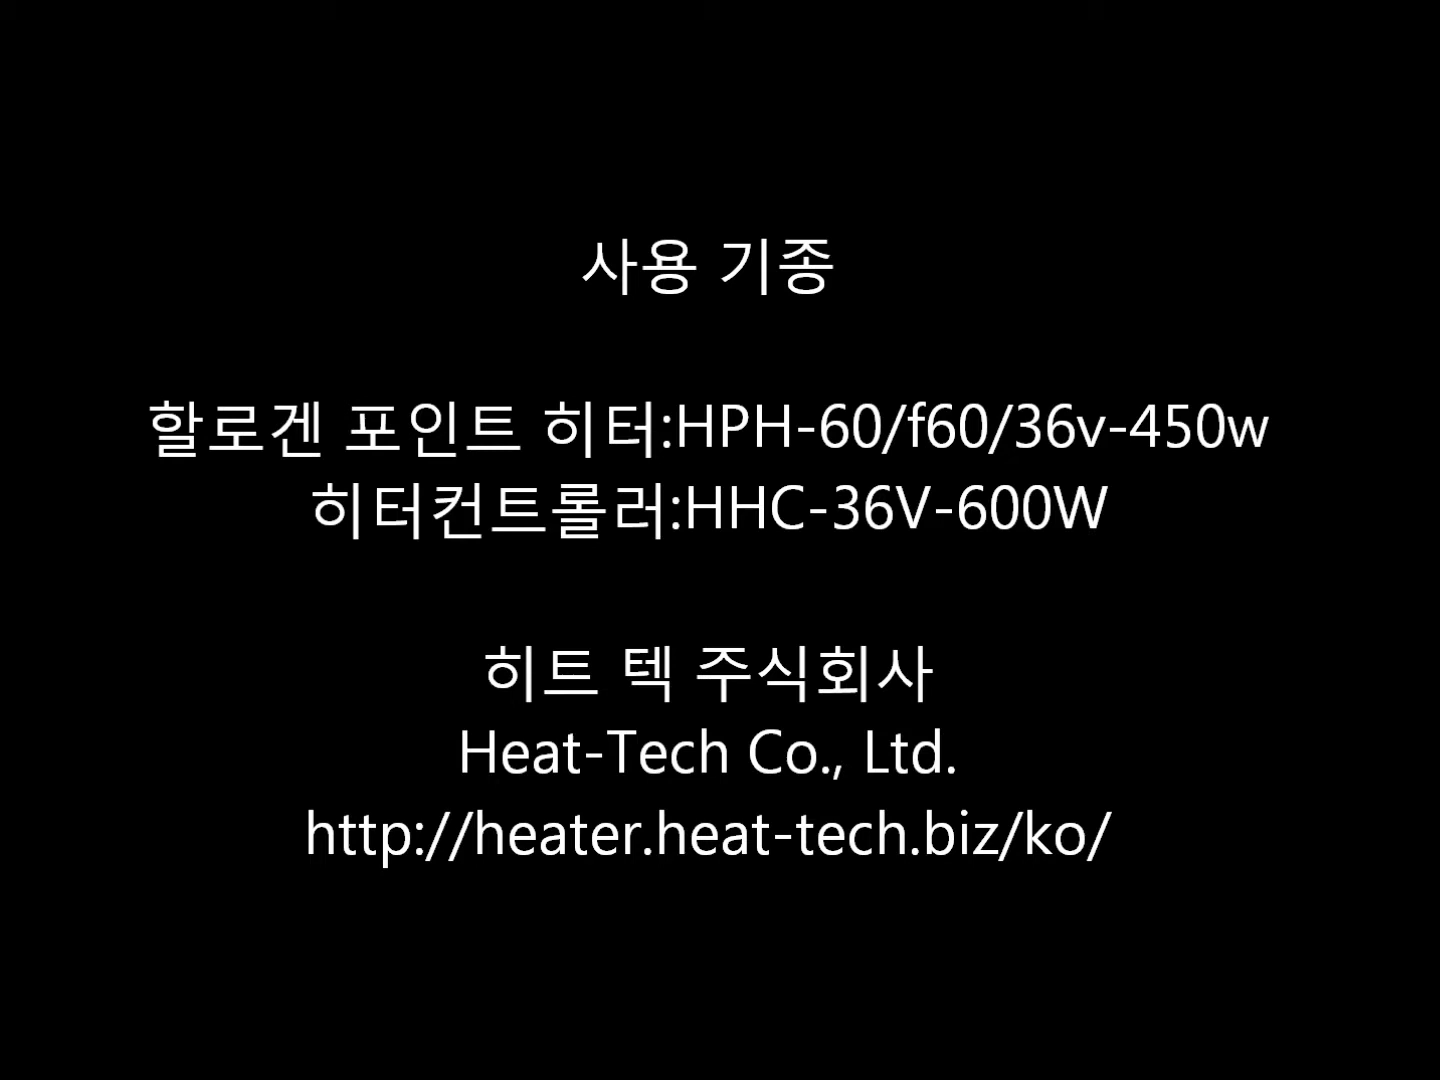 사용 기종
할로겐 포인트 히터:HPH-60/f60/36v-450w
히터컨트롤러:HHC-36V-600W
히트 텍 주식회사
Heat-Tech Co., Ltd.
http://heater.heat-tech.biz/ko/